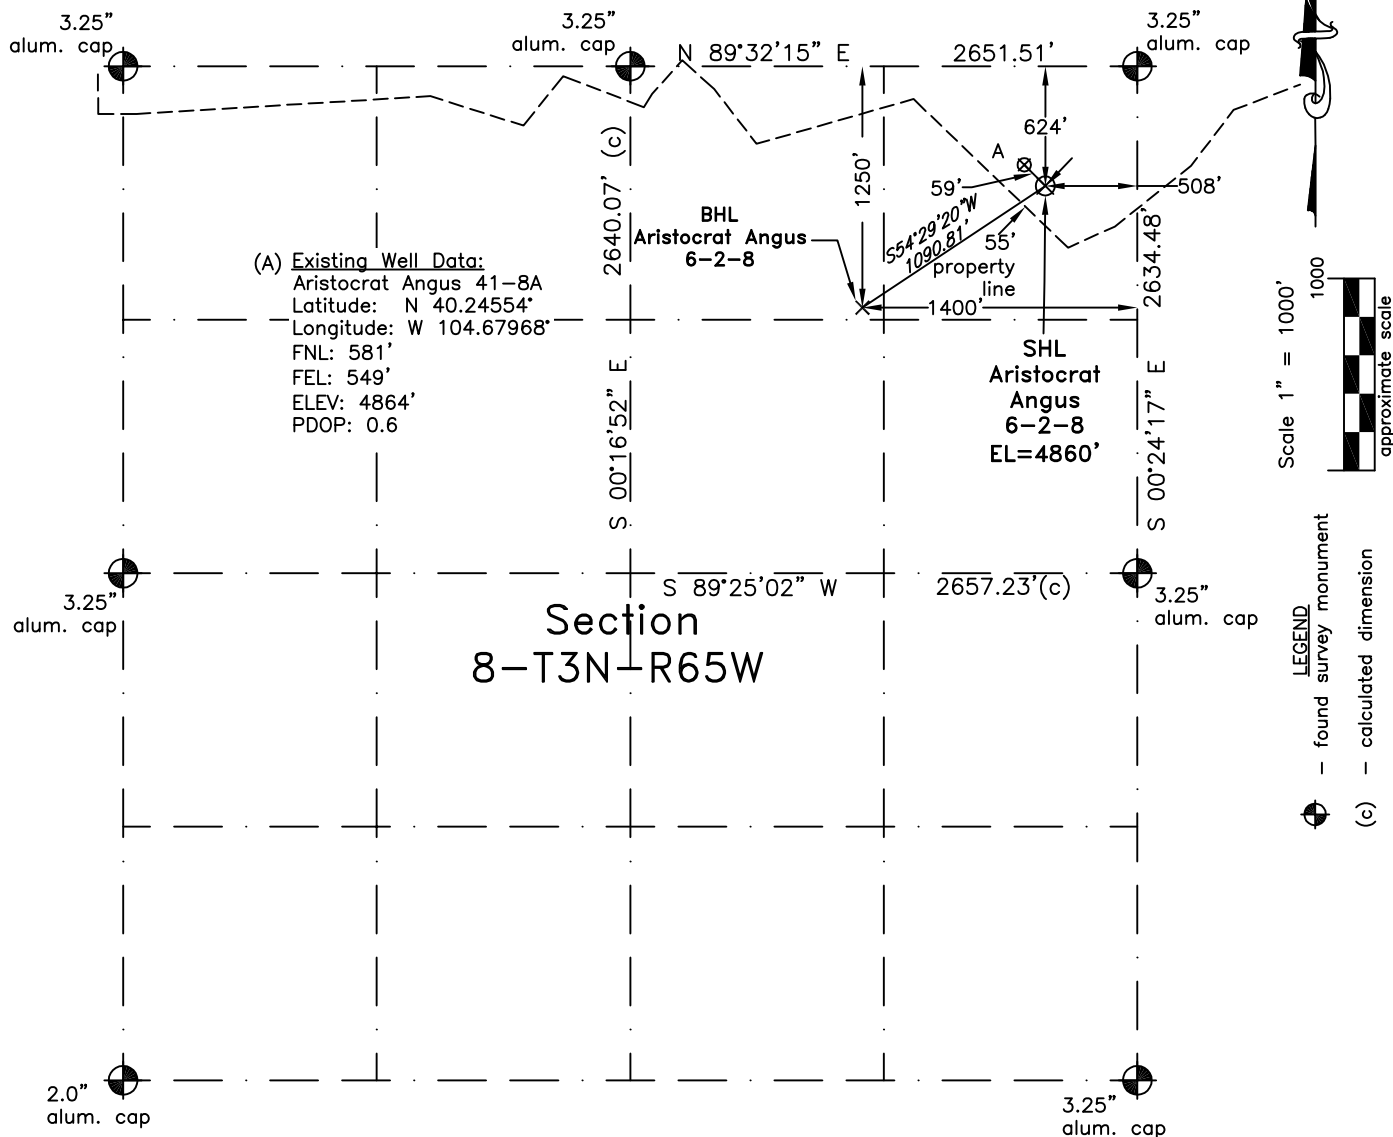 3.25"
alum. cap
3.25"
alum. cap
3.25"
alum. cap
N 89°32'15" E
2651.51'
624'
A
59'
508'
1250'
2640.07' (c)
BHL
Aristocrat Angus
6-2-8
S54°29'20"W
1090.81'
55'
property
line
1400'
2634.48'
(A) Existing Well Data:
Aristocrat Angus 41-8A
Latitude: N 40.24554°
Longitude: W 104.67968°
FNL: 581'
FEL: 549'
ELEV: 4864'
PDOP: 0.6
SHL
Aristocrat
Angus
6-2-8
EL=4860'
S 00°16'52" E
S 00°24'17" E
1000
Scale 1" = 1000'
approximate scale
3.25"
alum. cap
S 89°25'02" W
2657.23'(c)
3.25"
alum. cap
Section
8-T3N-R65W
LEGEND
- found survey monument
(c) - calculated dimension
2.0"
alum. cap
3.25"
alum. cap